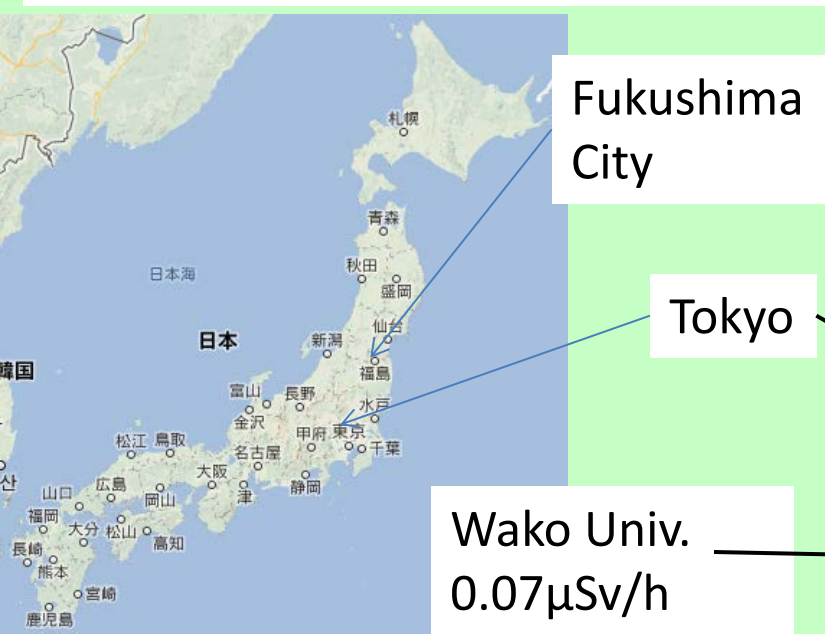 Fukushima
City
札幌
青森
秋田
盛岡
日本海
仙台
Tokyo
日本
新潟
韓国
福島
富山
長野
水戸
金沢
甲府
東京
千葉
松江
鳥取
名古屋
大阪
山口
広島
岡山
津
静岡
산
福岡
大分
松山
高知
長崎
熊本
宮崎
鹿児島
Wako Univ.
0.07μSv/h